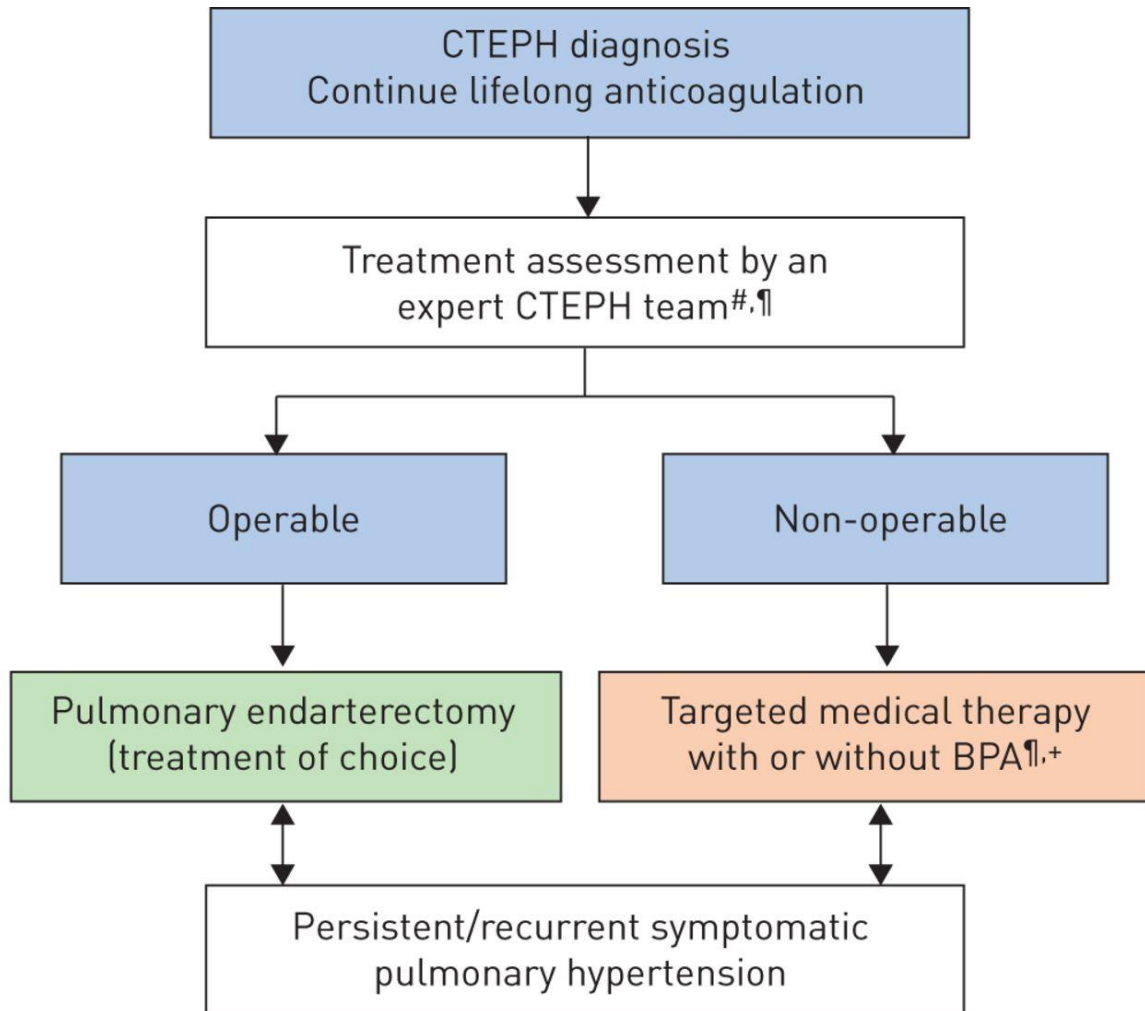 CTEPH diagnosis
Continue lifelong anticoagulation
Treatment assessment by an
expert CTEPH team#,¶
Operable
Non-operable
Pulmonary endarterectomy
(treatment of choice)
Targeted medical therapy
with or without BPA¶,+
Persistent/recurrent symptomatic
pulmonary hypertension